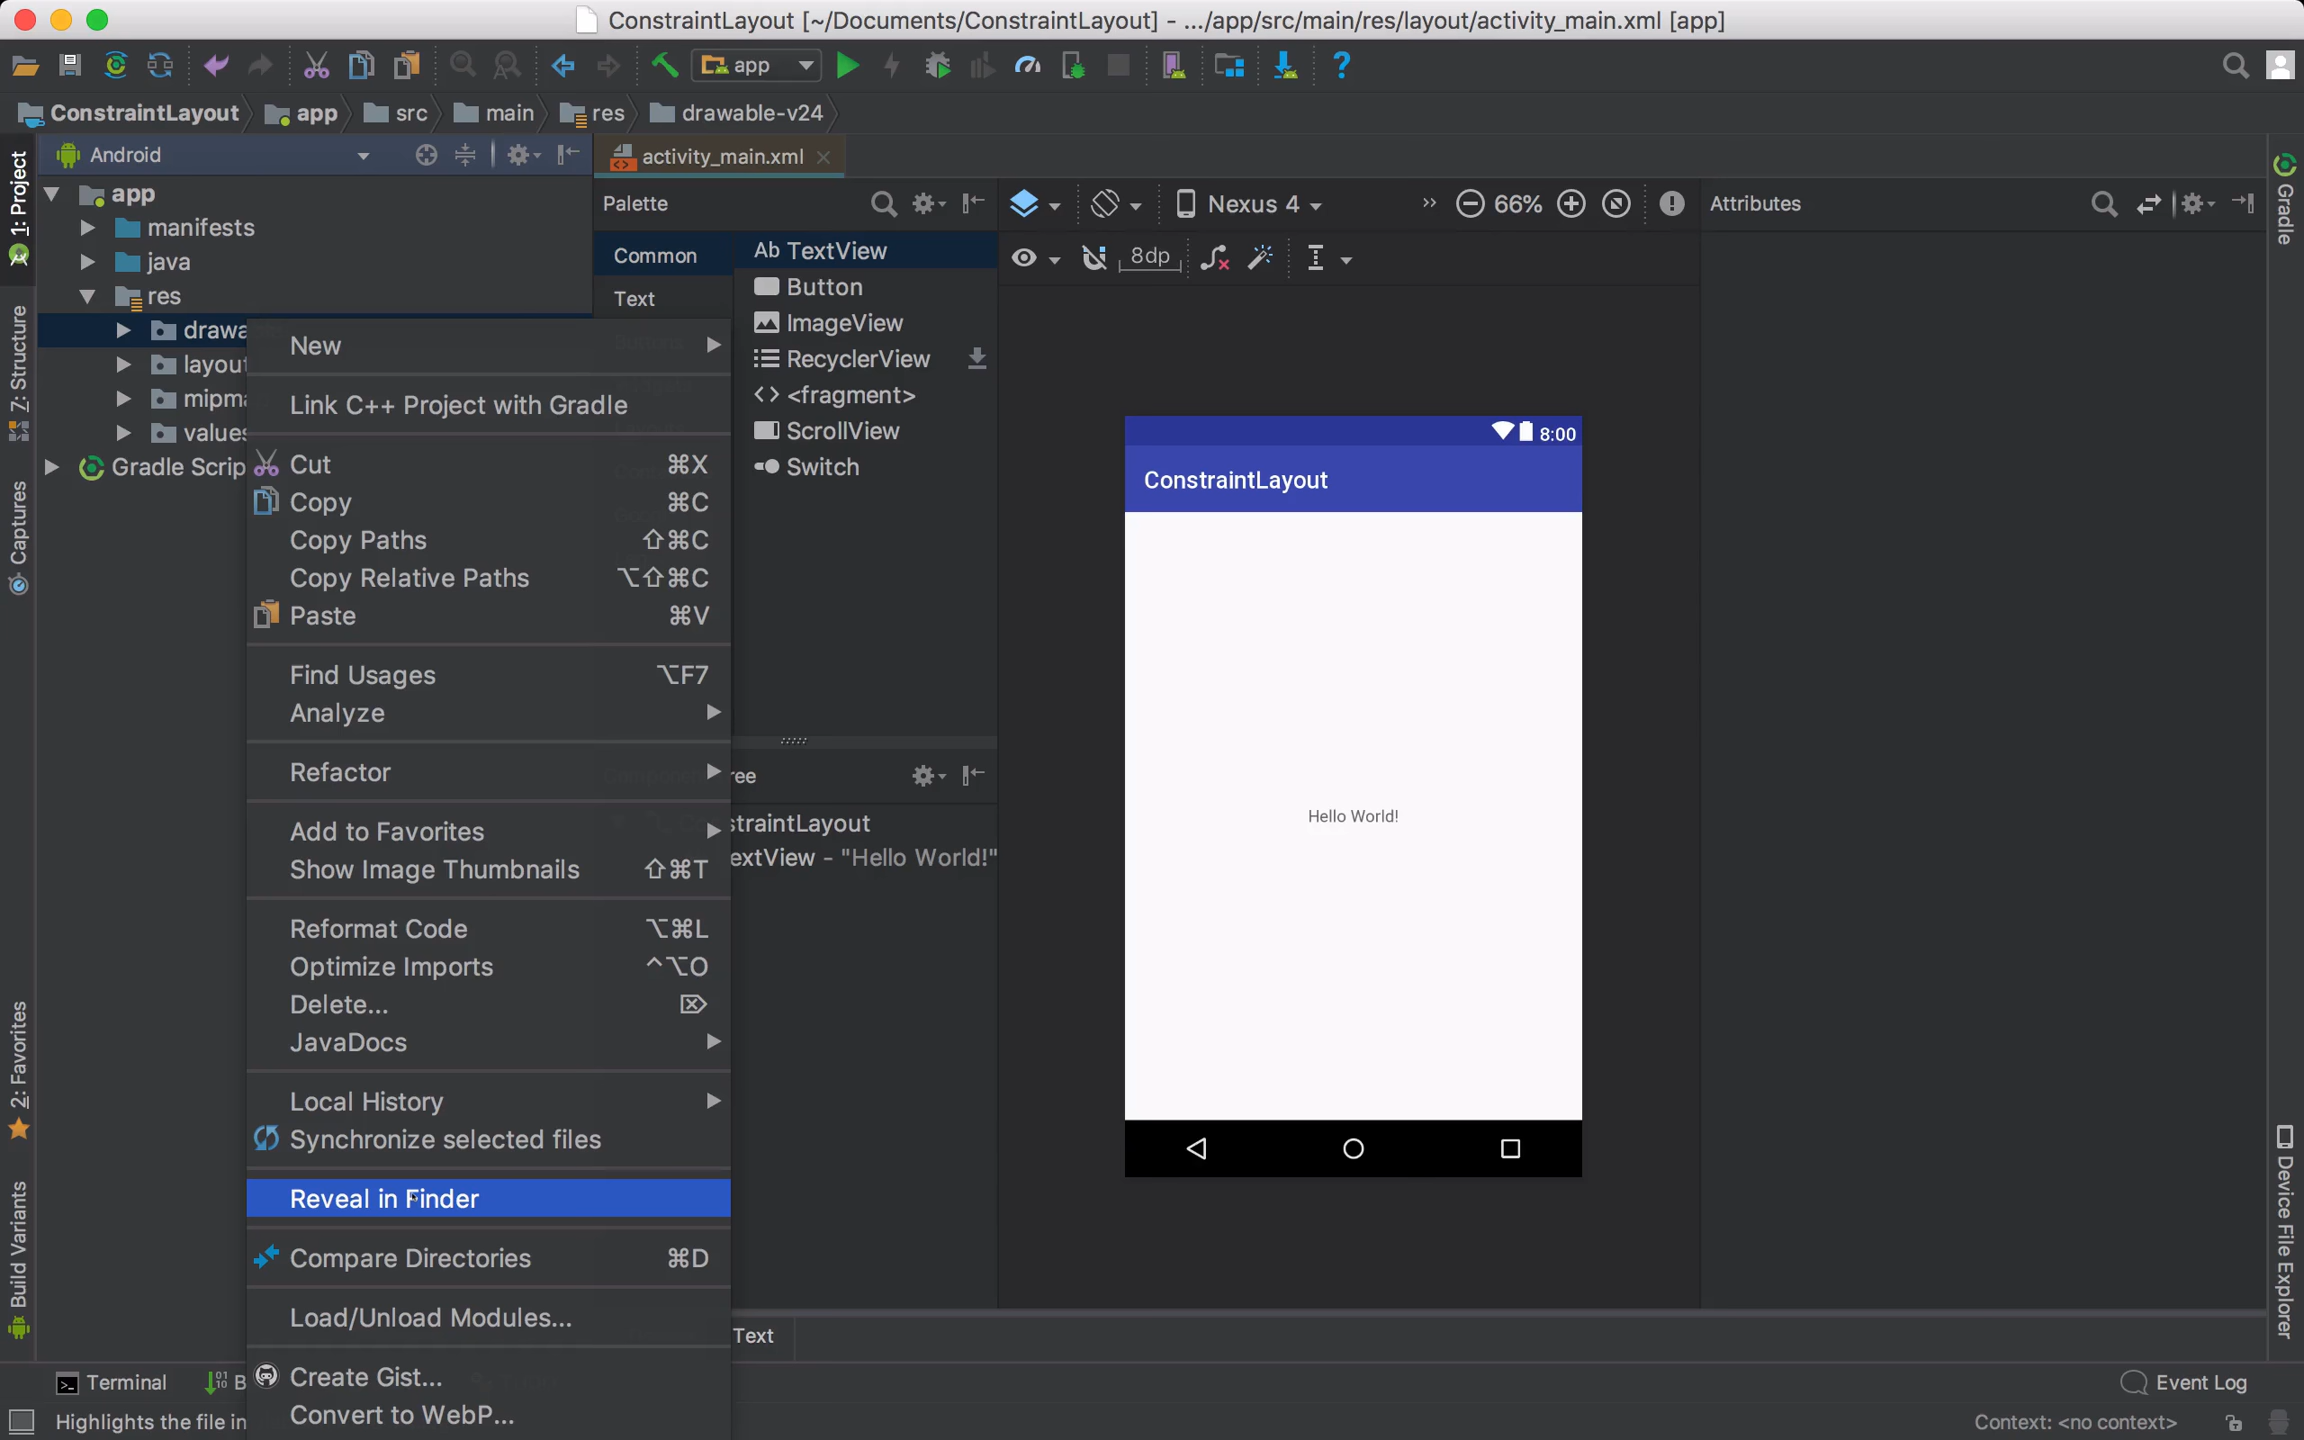 ConstraintLayout [~/Documents/ConstraintLayout] - .../app/src/main/res/layout/activity_main.xml [app]
app
ConstraintLayout
app
src
main
res
drawable-v24
Android
activity_main.xml
1: Project
Z: Structure
Captures
2: Favorites
Build Variants
app
manifests
java
res
drawa
layout
mipma
values
Gradle Scrip
New
Link C++ Project with Gradle
Cut ⌘X
Copy ⌘C
Copy Paths ⇧⌘C
Copy Relative Paths ⌥⇧⌘C
Paste ⌘V
Find Usages ⌥F7
Analyze
Refactor
Add to Favorites
Show Image Thumbnails ⇧⌘T
Reformat Code ⌥⌘L
Optimize Imports ^⌥O
Delete... ⌦
JavaDocs
Local History
Synchronize selected files
Reveal in Finder
Compare Directories ⌘D
Load/Unload Modules...
Create Gist...
Convert to WebP...
Palette
Common
Text
Ab TextView
Button
ImageView
RecyclerView
<> <fragment>
ScrollView
Switch
ree
straintLayout
extView - "Hello World!"
Text
Nexus 4
»
66%
8dp
8:00
ConstraintLayout
Hello World!
Attributes
Gradle
Device File Explorer
Terminal
B
Event Log
Highlights the file in
Context: <no context>